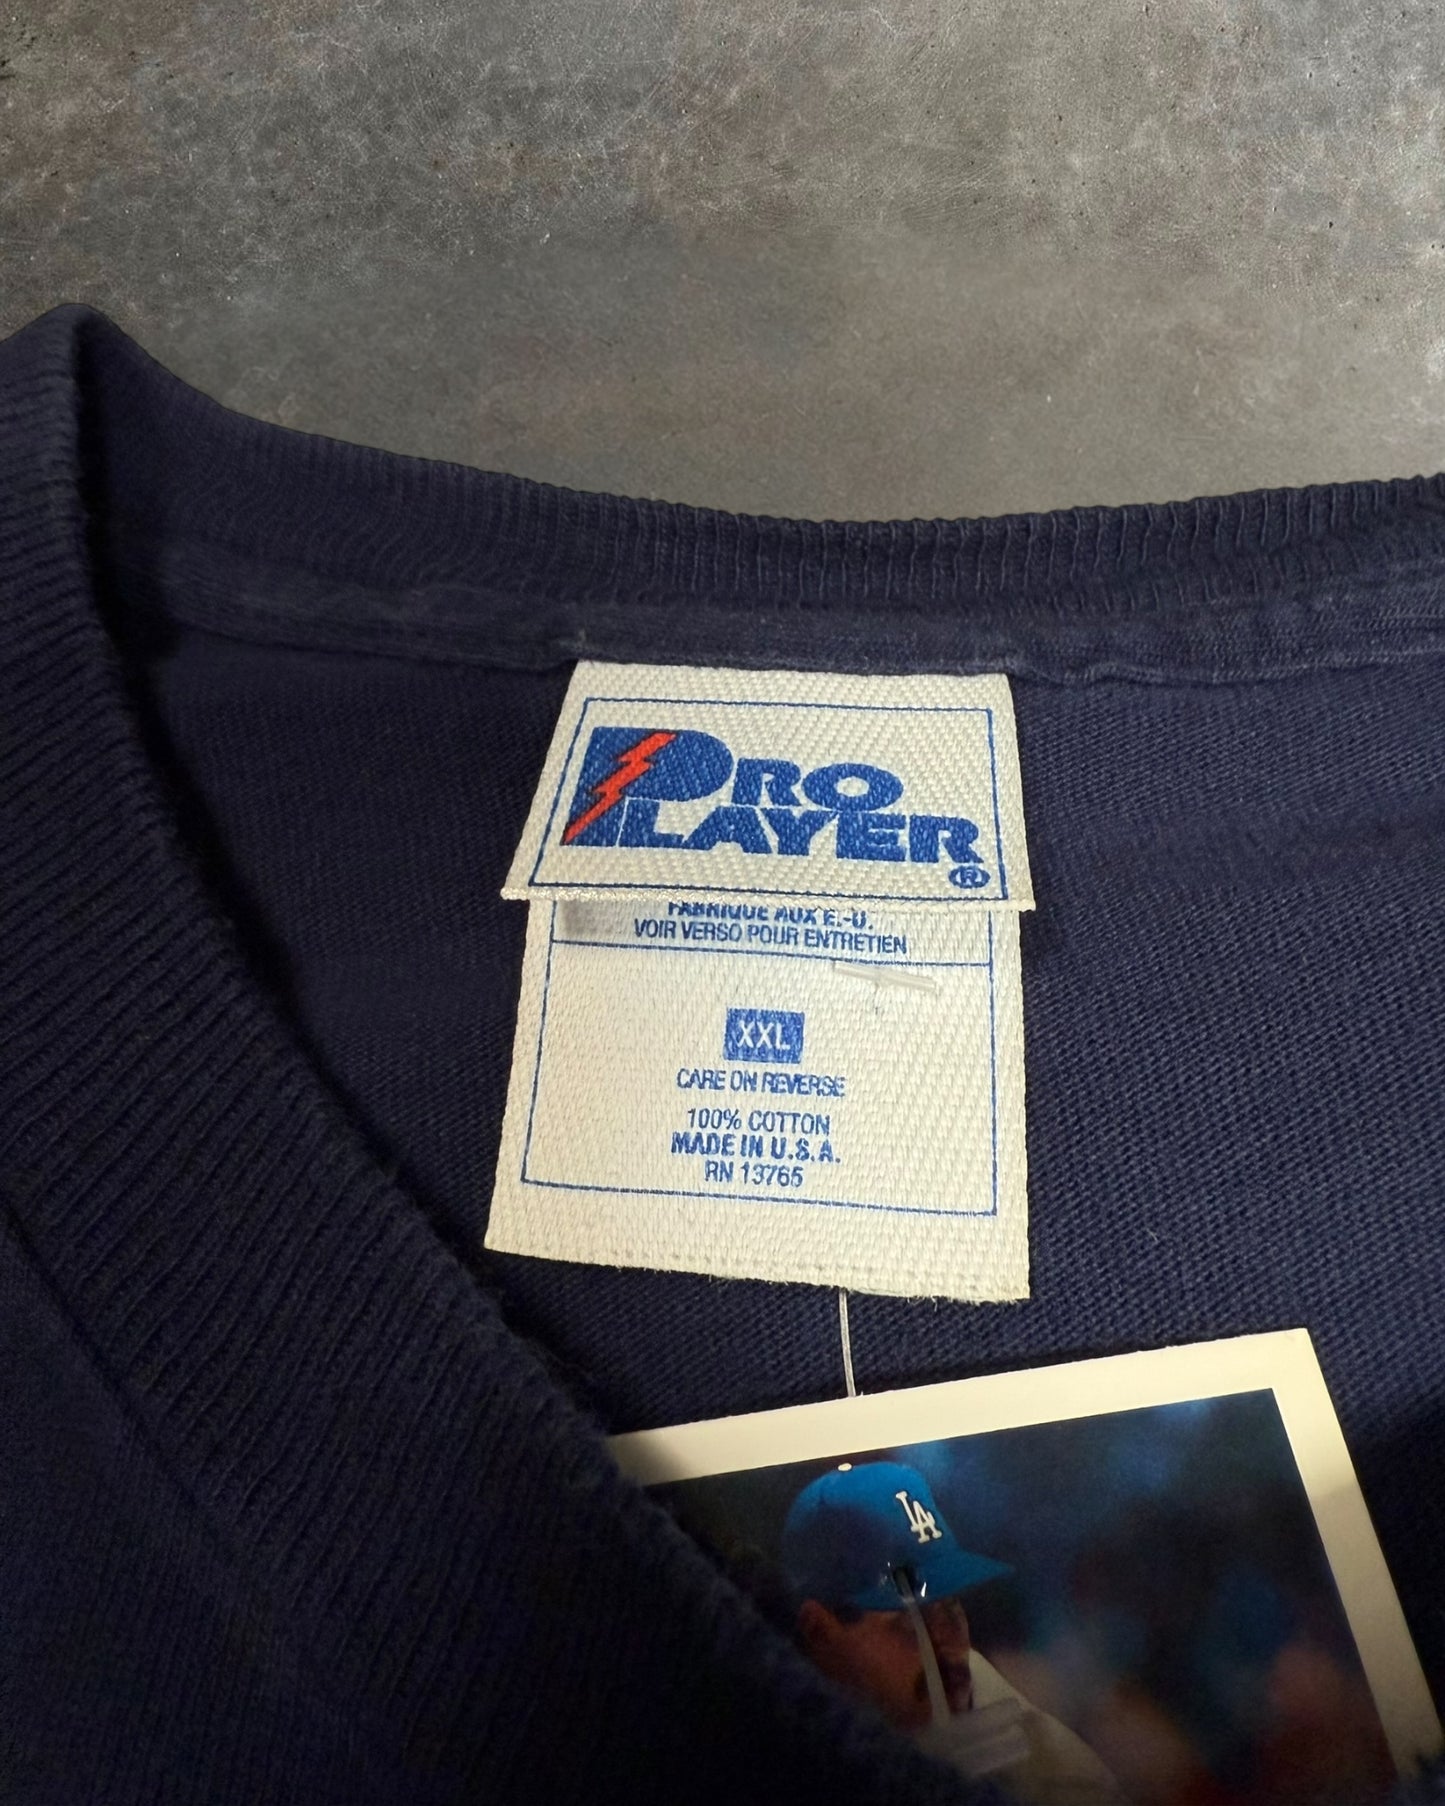 PRO
PLAYER
®
FABRIQUE AUX E.-U.
VOIR VERSO POUR ENTRETIEN
XXL
CARE ON REVERSE
100% COTTON
MADE IN U.S.A.
RN 13765
LA